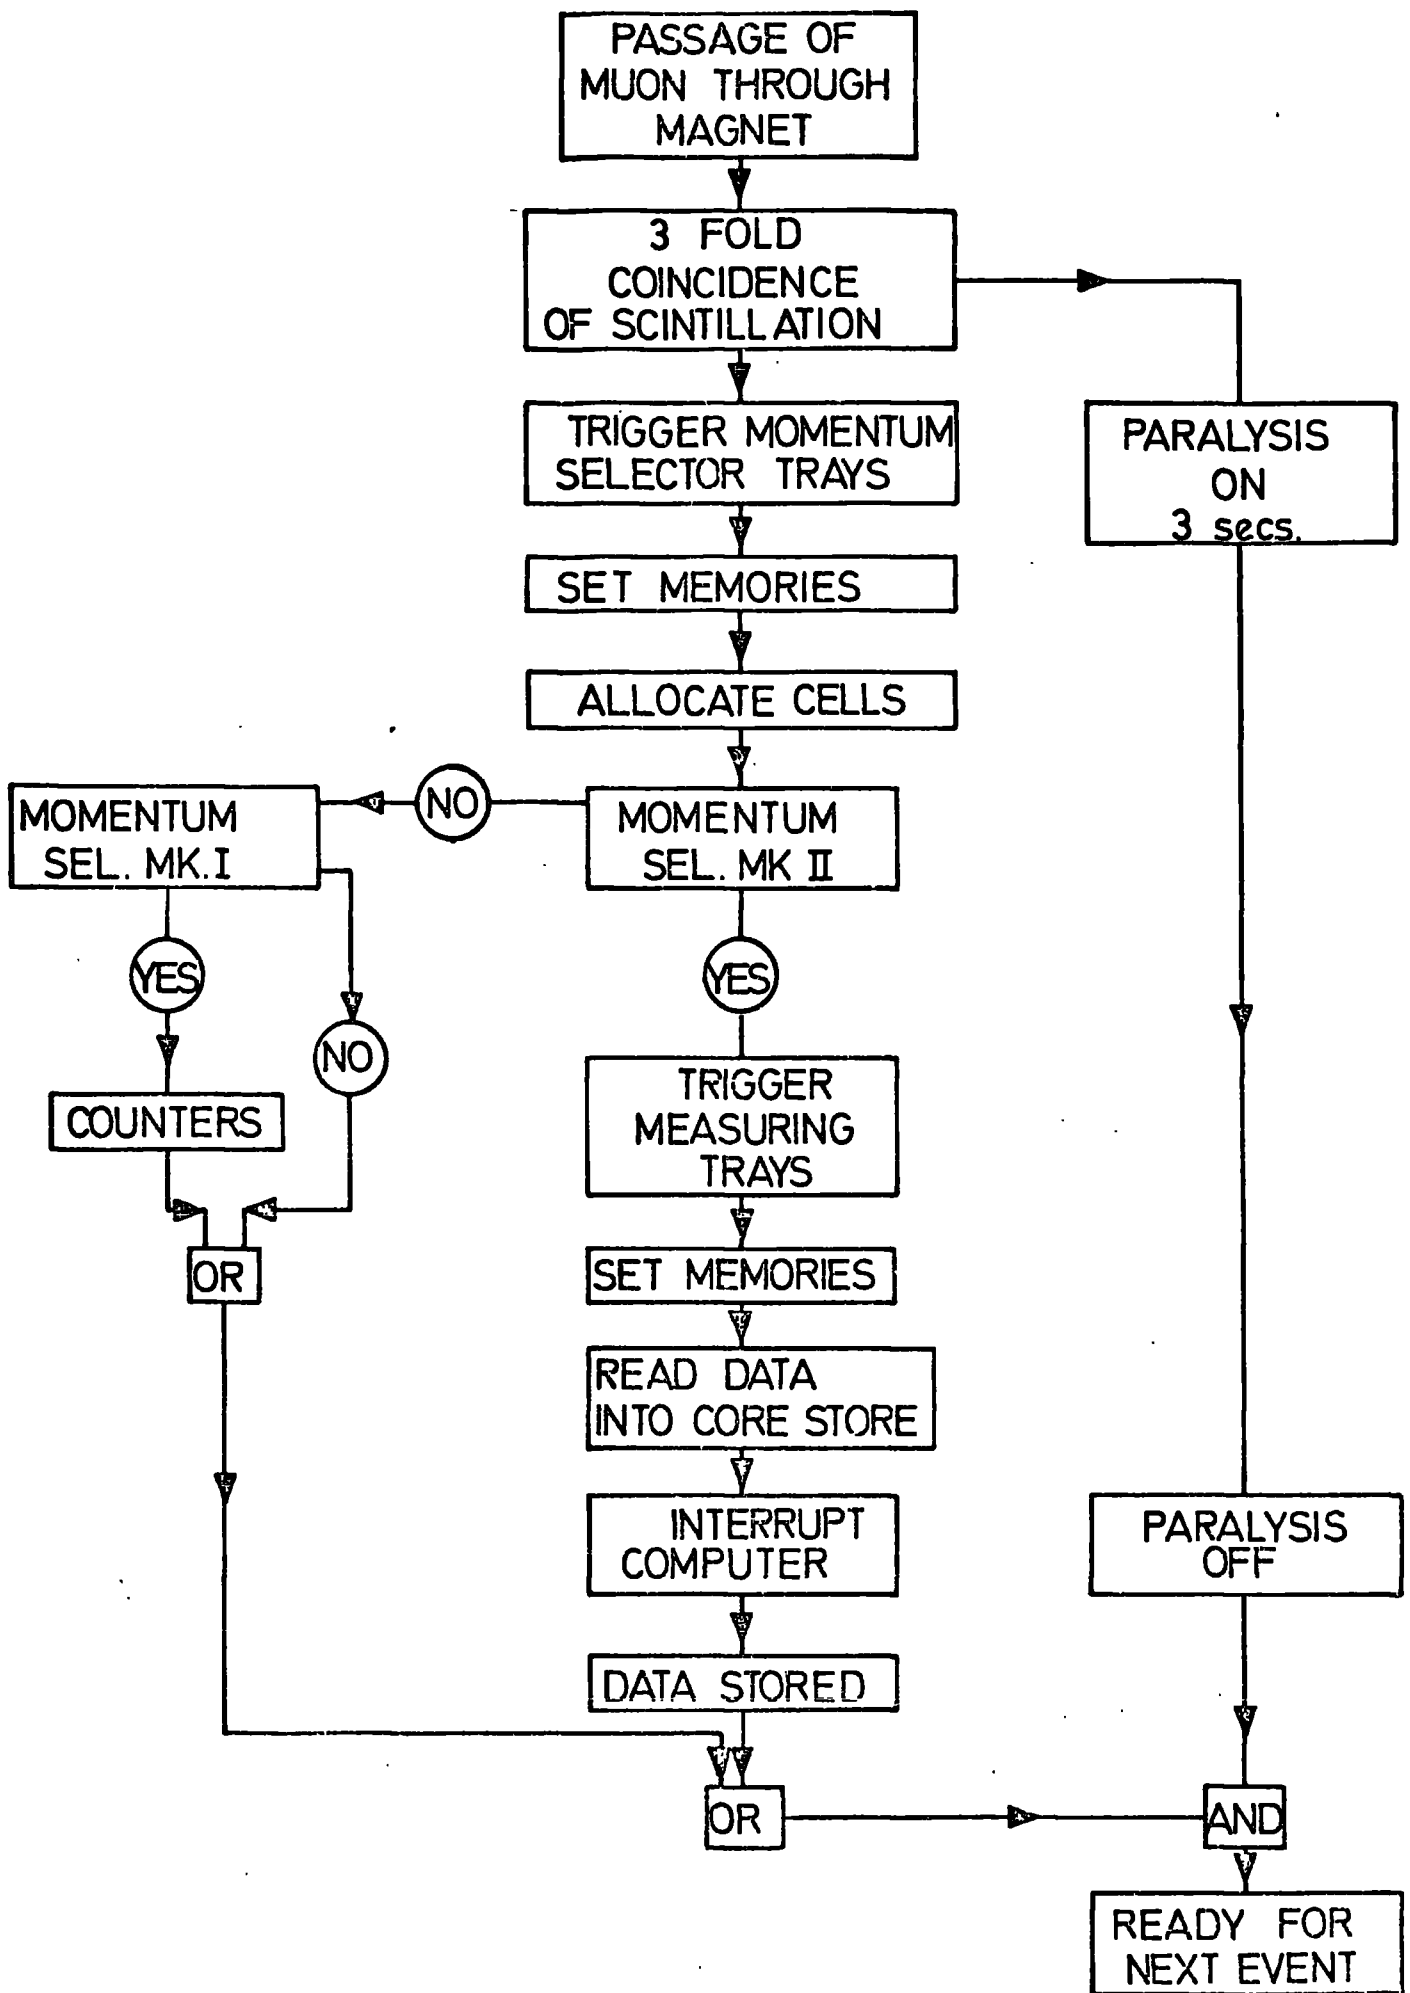 PASSAGE OF
MUON THROUGH
MAGNET
3 FOLD
COINCIDENCE
OF SCINTILLATION
TRIGGER MOMENTUM
SELECTOR TRAYS
PARALYSIS
ON
3 secs.
SET MEMORIES
ALLOCATE CELLS
NO
MOMENTUM
SEL. MK. I
MOMENTUM
SEL. MK II
YES
NO
YES
COUNTERS
TRIGGER
MEASURING
TRAYS
OR
SET MEMORIES
READ DATA
INTO CORE STORE
INTERRUPT
COMPUTER
PARALYSIS
OFF
DATA STORED
OR
AND
READY FOR
NEXT EVENT